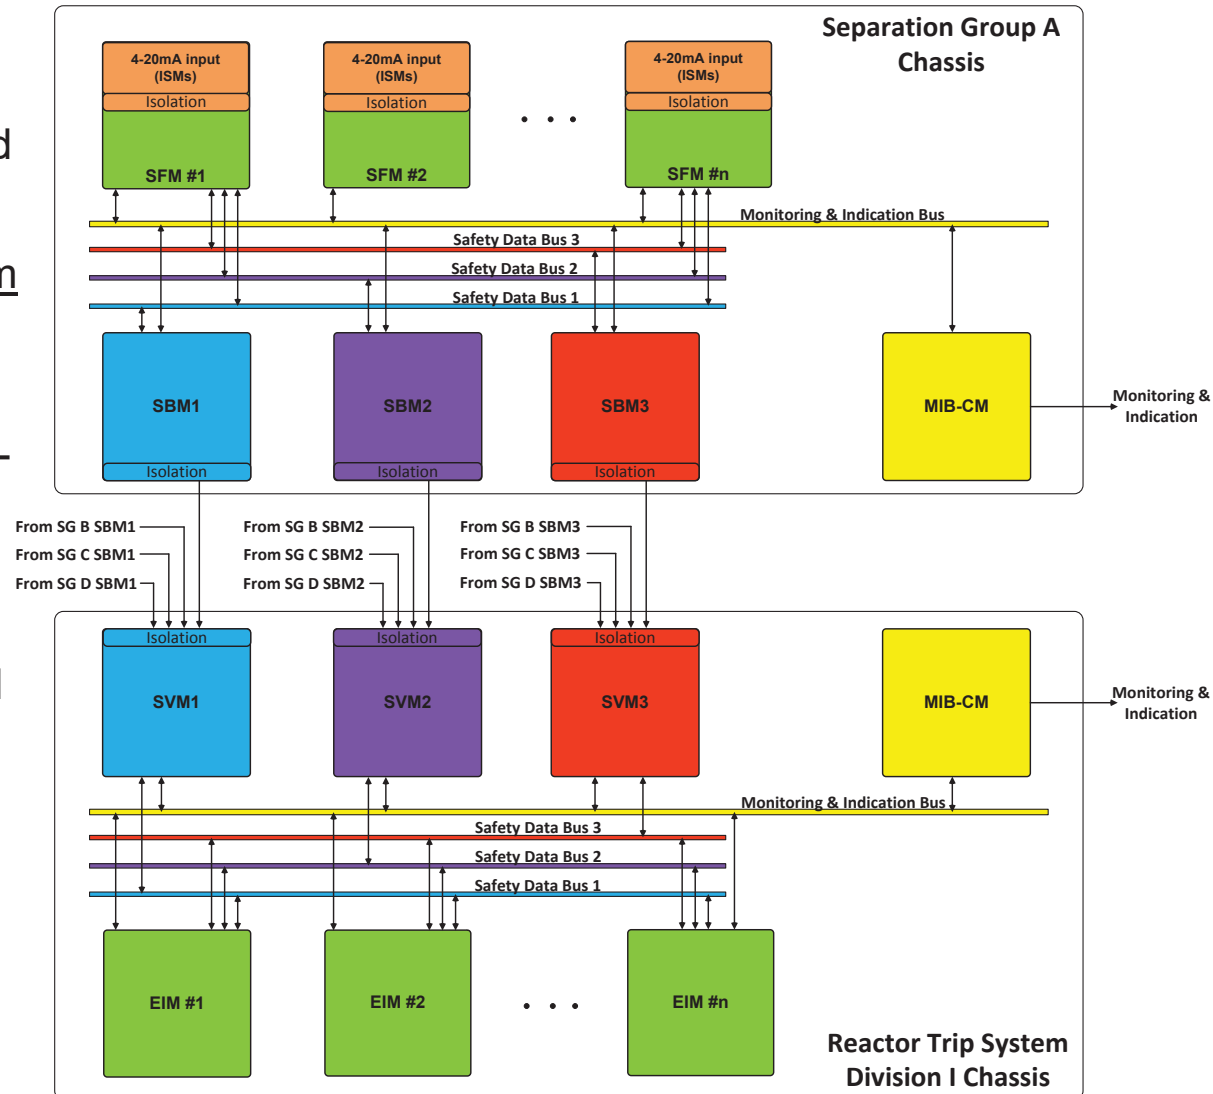 Separation Group A
Chassis
4-20mA input
(ISMs)
Isolation
SFM #1
4-20mA input
(ISMs)
Isolation
SFM #2
. . .
4-20mA input
(ISMs)
Isolation
SFM #n
Monitoring & Indication Bus
Safety Data Bus 3
Safety Data Bus 2
Safety Data Bus 1
SBM1
Isolation
SBM2
Isolation
SBM3
Isolation
MIB-CM
Monitoring &
Indication
From SG B SBM1
From SG C SBM1
From SG D SBM1
From SG B SBM2
From SG C SBM2
From SG D SBM2
From SG B SBM3
From SG C SBM3
From SG D SBM3
Isolation
SVM1
Isolation
SVM2
Isolation
SVM3
MIB-CM
Monitoring &
Indication
Monitoring & Indication Bus
Safety Data Bus 3
Safety Data Bus 2
Safety Data Bus 1
EIM #1
EIM #2
. . .
EIM #n
Reactor Trip System
Division I Chassis